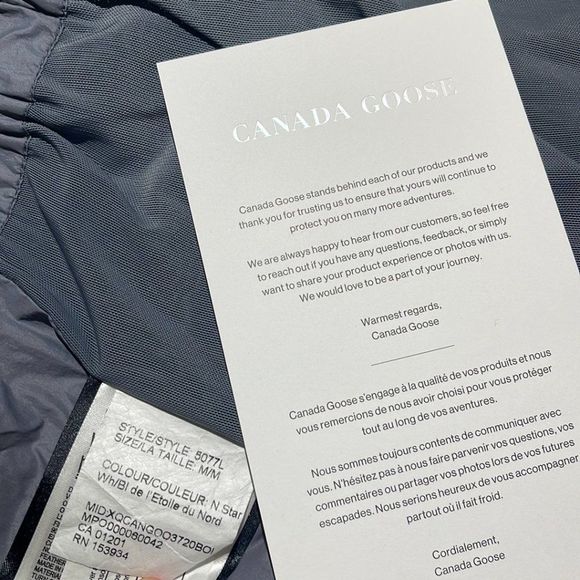 CANADA GOOSE
Canada Goose stands behind each of our products and we
thank you for trusting us to ensure that yours will continue to
protect you on many more adventures.
We are always happy to hear from our customers, so feel free
to reach out if you have any questions, feedback, or simply
want to share your product experience or photos with us.
We would love to be a part of your journey.
Warmest regards,
Canada Goose
Canada Goose s'engage à la qualité de vos produits et nous
vous remercions de nous avoir choisi pour vous protéger
tout au long de vos aventures.
Nous sommes toujours contents de communiquer avec
vous. N'hésitez pas à nous faire parvenir vos questions, vos
commentaires ou partager vos photos lors de vos futures
escapades. Nous serions heureux de vous accompagner
partout où il fait froid.
Cordialement,
Canada Goose
STYLE/STYLE: 5077L
SIZE/LA TAILLE: M/M
COLOUR/COULEUR: N Star
Wh/Bl de l'Etoile du Nord
MIDXQCANGOO3720BOI
MPO000060042
CA 01201
RN 153934